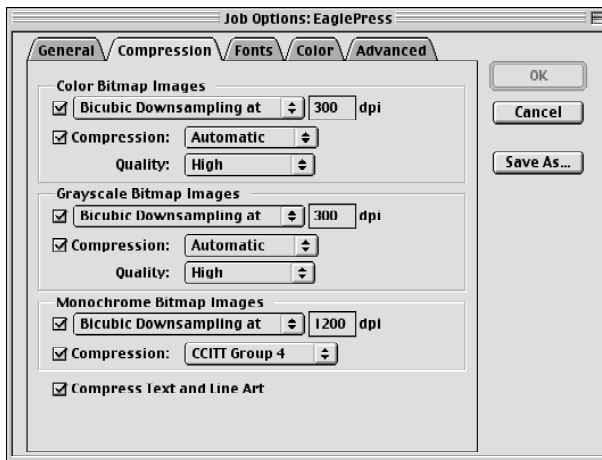 Job Options: EaglePress
General Compression Fonts Color Advanced
Color Bitmap Images
Bicubic Downsampling at 300 dpi
Compression: Automatic
Quality: High
Grayscale Bitmap Images
Bicubic Downsampling at 300 dpi
Compression: Automatic
Quality: High
Monochrome Bitmap Images
Bicubic Downsampling at 1200 dpi
Compression: CCITT Group 4
Compress Text and Line Art
OK
Cancel
Save As...